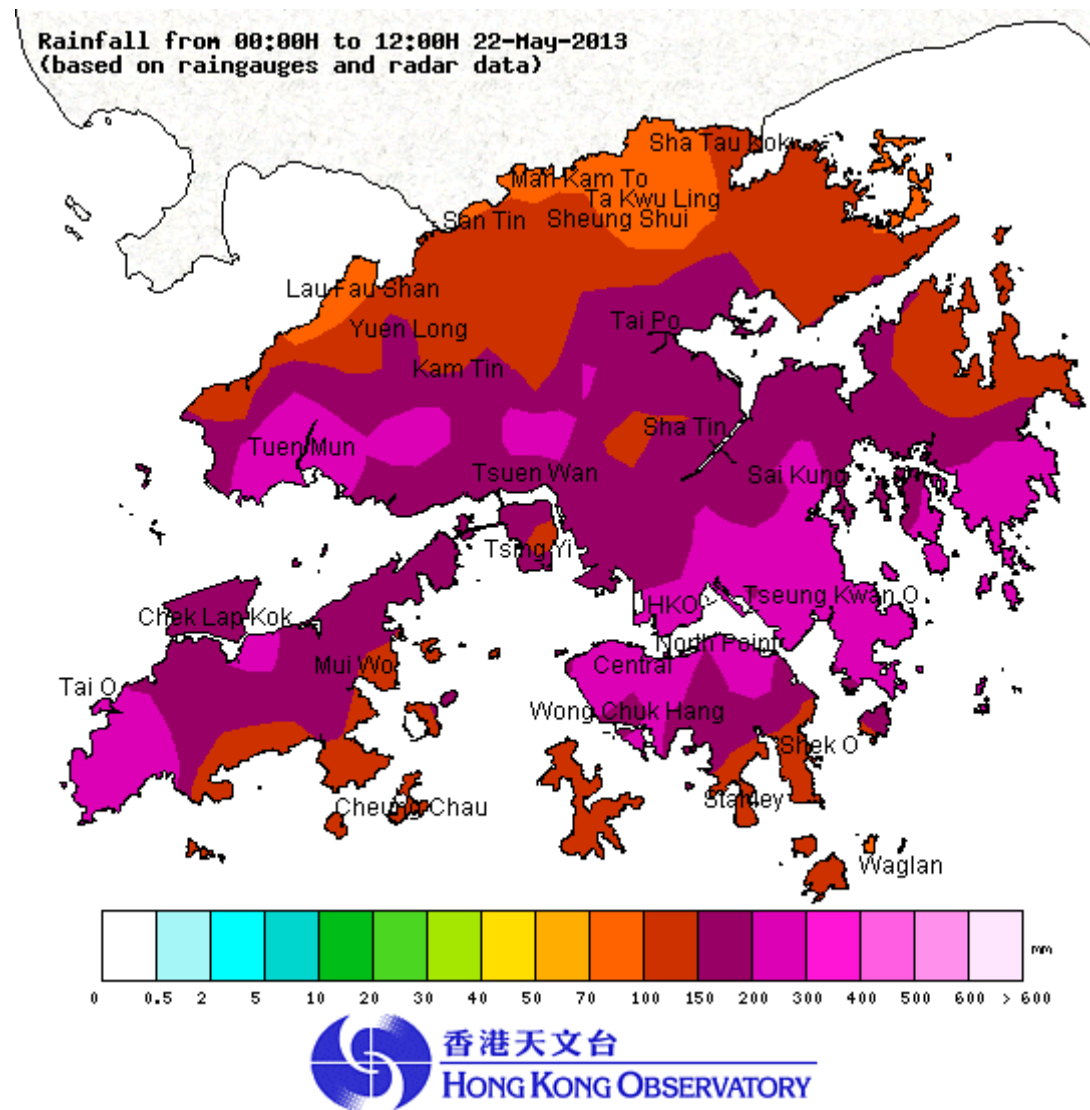 Rainfall from 00:00H to 12:00H 22-May-2013
(based on raingauges and radar data)
Sha Tau Kok
Man Kam To
Ta Kwu Ling
San Tin
Sheung Shui
Lau Fau Shan
Yuen Long
Tai Po
Kam Tin
Sha Tin
Tuen Mun
Tsuen Wan
Sai Kung
Tsing Yi
Chek Lap Kok
HKO
Tseung Kwan O
North Point
Mui Wo
Central
Tai O
Wong Chuk Hang
Shek O
Cheung Chau
Stanley
Waglan
mm
0 0.5 2 5 10 20 30 40 50 70 100 150 200 300 400 500 600 > 600
香港天文台
HONG KONG OBSERVATORY